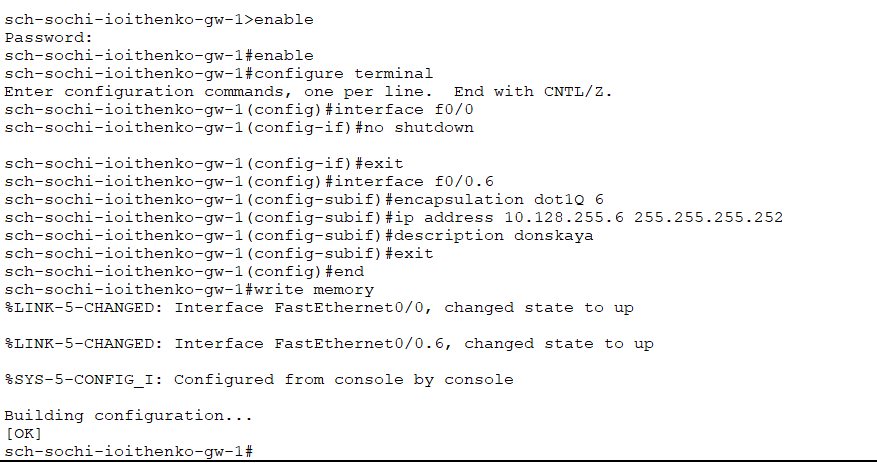 sch-sochi-ioithenko-gw-1>enable
Password:
sch-sochi-ioithenko-gw-1#enable
sch-sochi-ioithenko-gw-1#configure terminal
Enter configuration commands, one per line.  End with CNTL/Z.
sch-sochi-ioithenko-gw-1(config)#interface f0/0
sch-sochi-ioithenko-gw-1(config-if)#no shutdown
sch-sochi-ioithenko-gw-1(config-if)#exit
sch-sochi-ioithenko-gw-1(config)#interface f0/0.6
sch-sochi-ioithenko-gw-1(config-subif)#encapsulation dot1Q 6
sch-sochi-ioithenko-gw-1(config-subif)#ip address 10.128.255.6 255.255.255.252
sch-sochi-ioithenko-gw-1(config-subif)#description donskaya
sch-sochi-ioithenko-gw-1(config-subif)#exit
sch-sochi-ioithenko-gw-1(config)#end
sch-sochi-ioithenko-gw-1#write memory
%LINK-5-CHANGED: Interface FastEthernet0/0, changed state to up
%LINK-5-CHANGED: Interface FastEthernet0/0.6, changed state to up
%SYS-5-CONFIG_I: Configured from console by console
Building configuration...
[OK]
sch-sochi-ioithenko-gw-1#